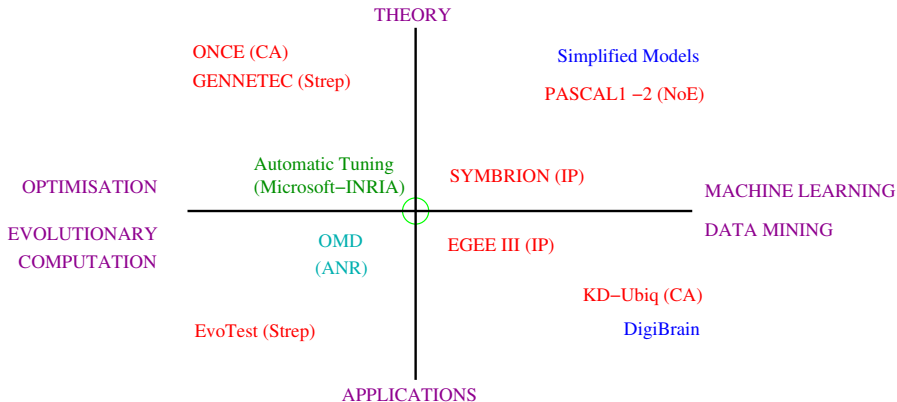 THEORY
ONCE (CA)
GENNETEC (Strep)
Simplified Models
PASCAL1 −2 (NoE)
Automatic Tuning
(Microsoft−INRIA)
SYMBRION (IP)
OPTIMISATION
MACHINE LEARNING
EVOLUTIONARY
COMPUTATION
DATA MINING
OMD
(ANR)
EGEE III (IP)
KD−Ubiq (CA)
EvoTest (Strep)
DigiBrain
APPLICATIONS